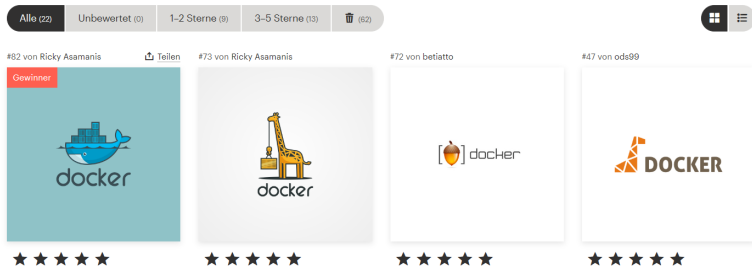 Alle (22) Unbewertet (0) 1–2 Sterne (9) 3–5 Sterne (13) (62)
#82 von Ricky Asamanis Teilen #73 von Ricky Asamanis #72 von betiatto #47 von ods99
Gewinner
docker docker [ ] docker DOCKER